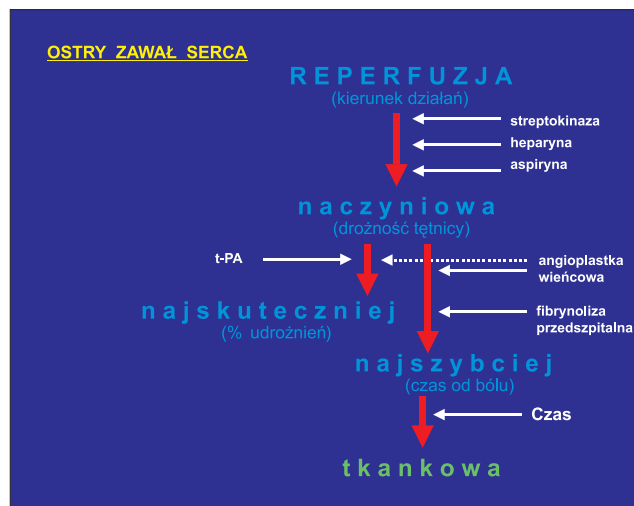 OSTRY ZAWAŁ SERCA
REPERFUZJA
(kierunek działań)
streptokinaza
heparyna
aspiryna
naczyniowa
(drożność tętnicy)
t-PA
angioplastka
wieńcowa
najskuteczniej
(% udrożnień)
fibrynoliza
przedszpitalna
najszybciej
(czas od bólu)
Czas
tkankowa